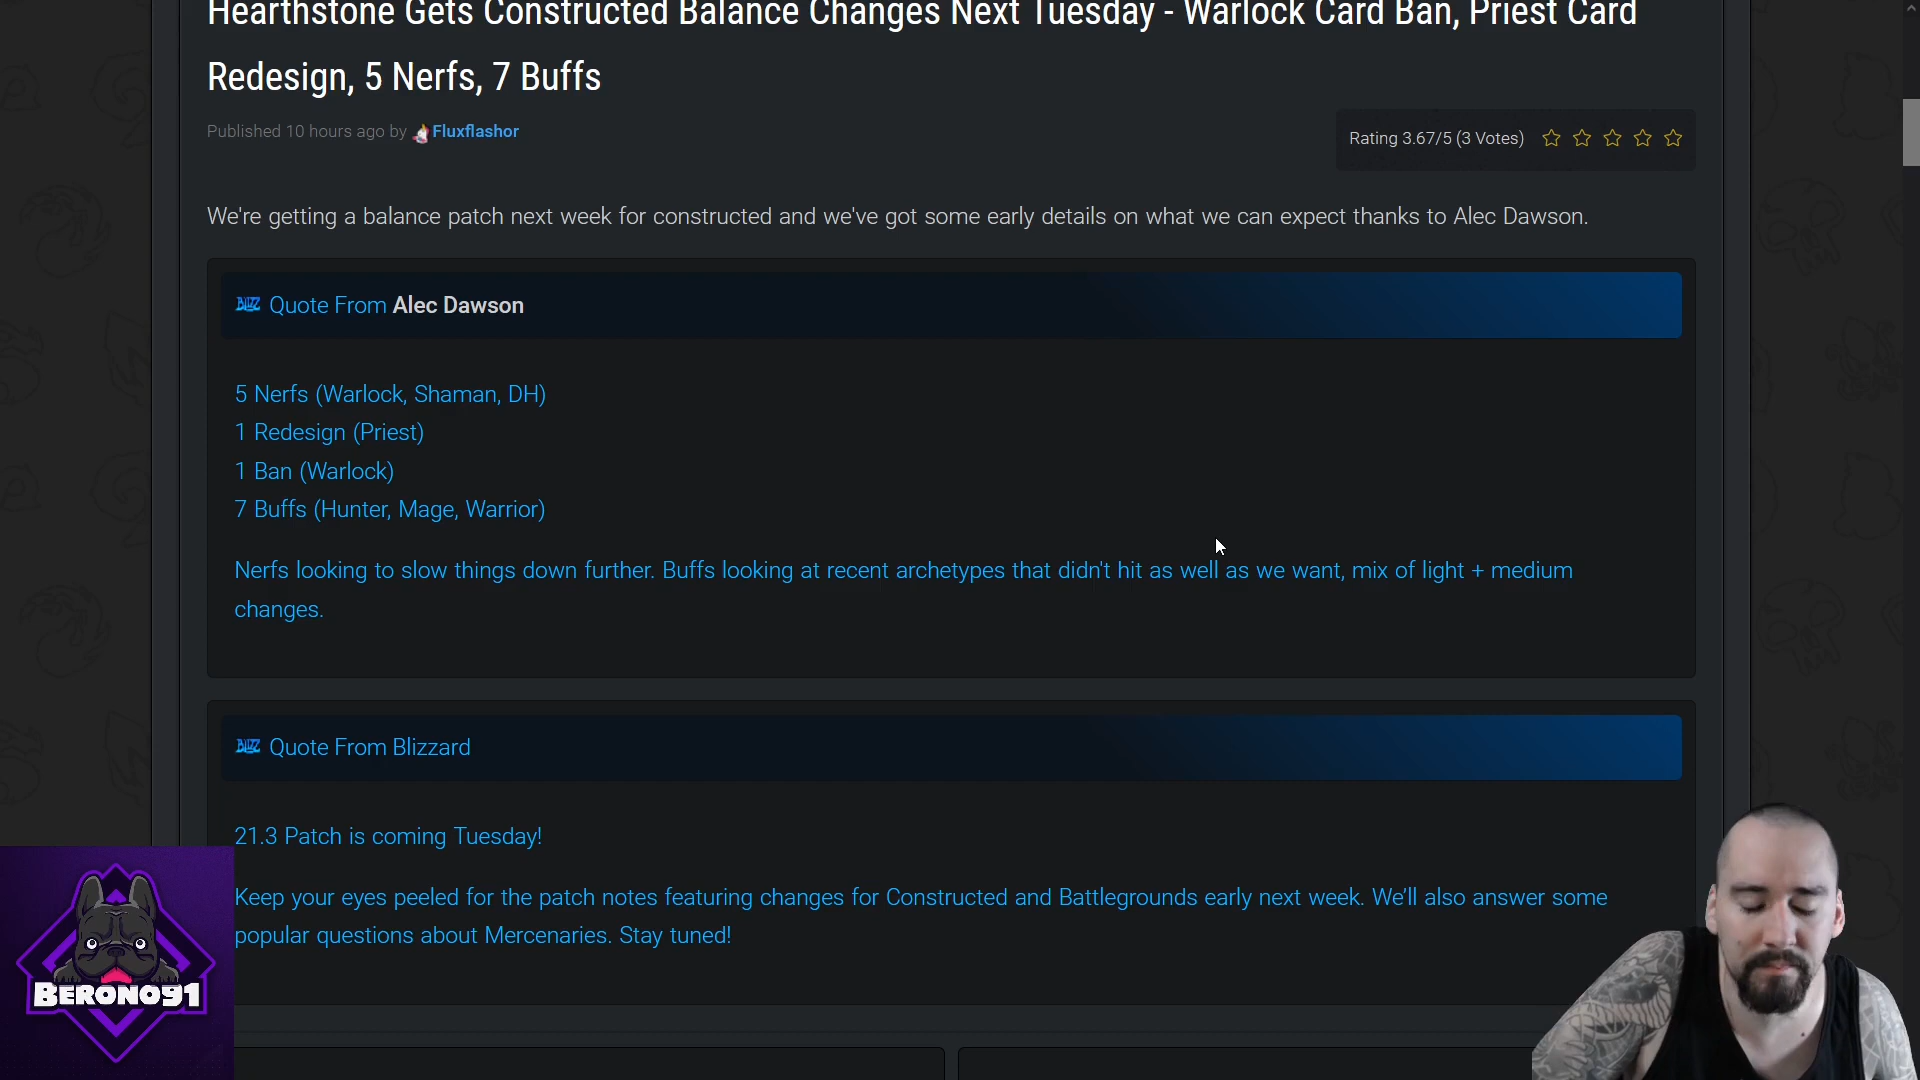 Hearthstone Gets Constructed Balance Changes Next Tuesday - Warlock Card Ban, Priest Card
Redesign, 5 Nerfs, 7 Buffs
Published 10 hours ago by Fluxflashor
Rating 3.67/5 (3 Votes)
We're getting a balance patch next week for constructed and we've got some early details on what we can expect thanks to Alec Dawson.
BLIZZ Quote From Alec Dawson
5 Nerfs (Warlock, Shaman, DH)
1 Redesign (Priest)
1 Ban (Warlock)
7 Buffs (Hunter, Mage, Warrior)
Nerfs looking to slow things down further. Buffs looking at recent archetypes that didn't hit as well as we want, mix of light + medium
changes.
BLIZZ Quote From Blizzard
21.3 Patch is coming Tuesday!
Keep your eyes peeled for the patch notes featuring changes for Constructed and Battlegrounds early next week. We'll also answer some
popular questions about Mercenaries. Stay tuned!
BERONO91